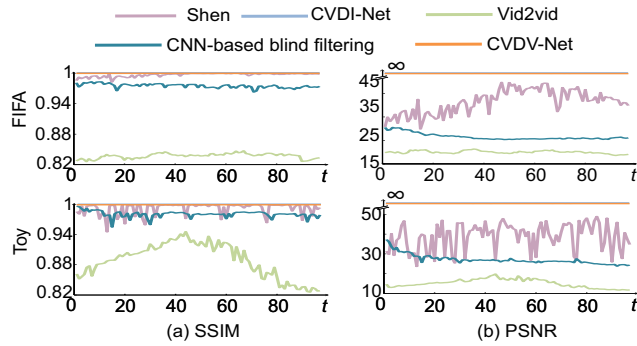 Shen CVDI-Net Vid2vid
CNN-based blind filtering CVDV-Net
FIFA
1
0.94
0.88
0.82
0 20 40 60 80 t
∞
45
35
25
15
0 20 40 60 80 t
Toy
1
0.94
0.88
0.82
0 20 40 60 80 t
∞
50
30
10
0 20 40 60 80 t
(a) SSIM (b) PSNR